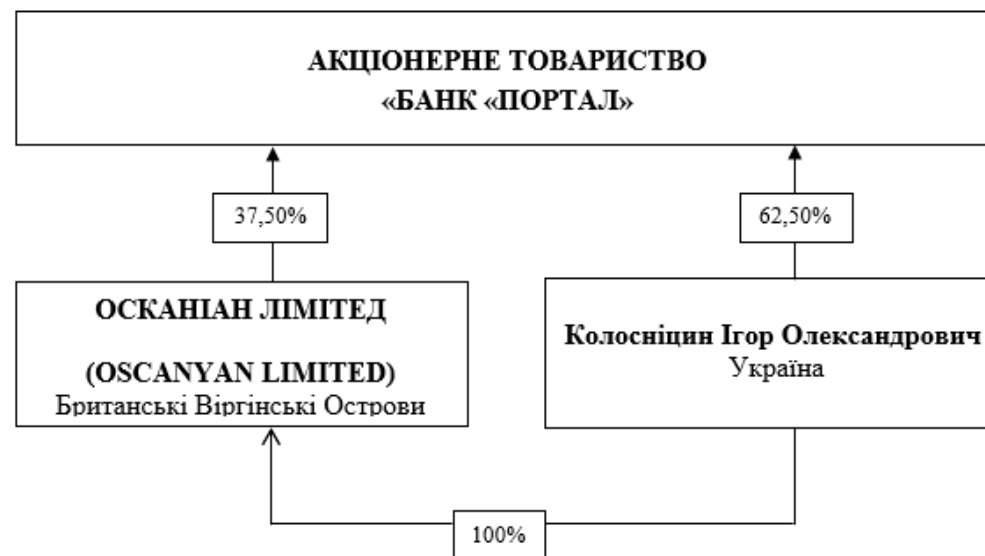 АКЦІОНЕРНЕ ТОВАРИСТВО
«БАНК «ПОРТАЛ»
37,50%
62,50%
ОСКАНІАН ЛІМІТЕД
(OSCANYAN LIMITED)
Британські Віргінські Острови
Колосніцин Ігор Олександрович
Україна
100%